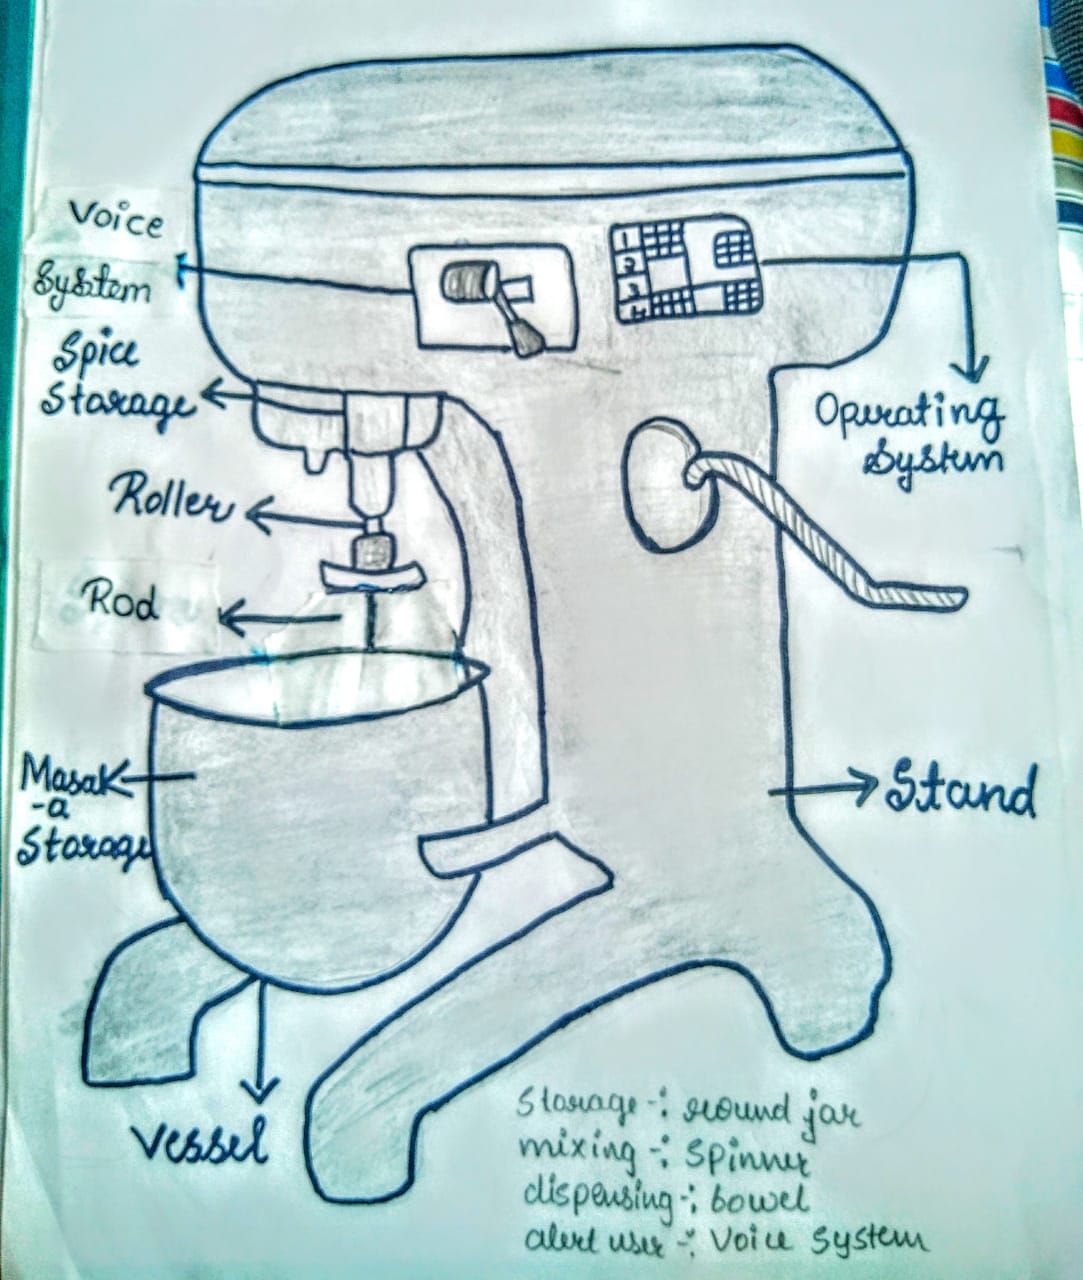 Voice
System
Spice
Storage
Roller
Rod
Masak
-a
Storage
Vessel
1
2
3
4
Operating
System
Stand
Storage -: round jar
mixing -: Spinner
dispensing -: bowel
alert user -: Voice System